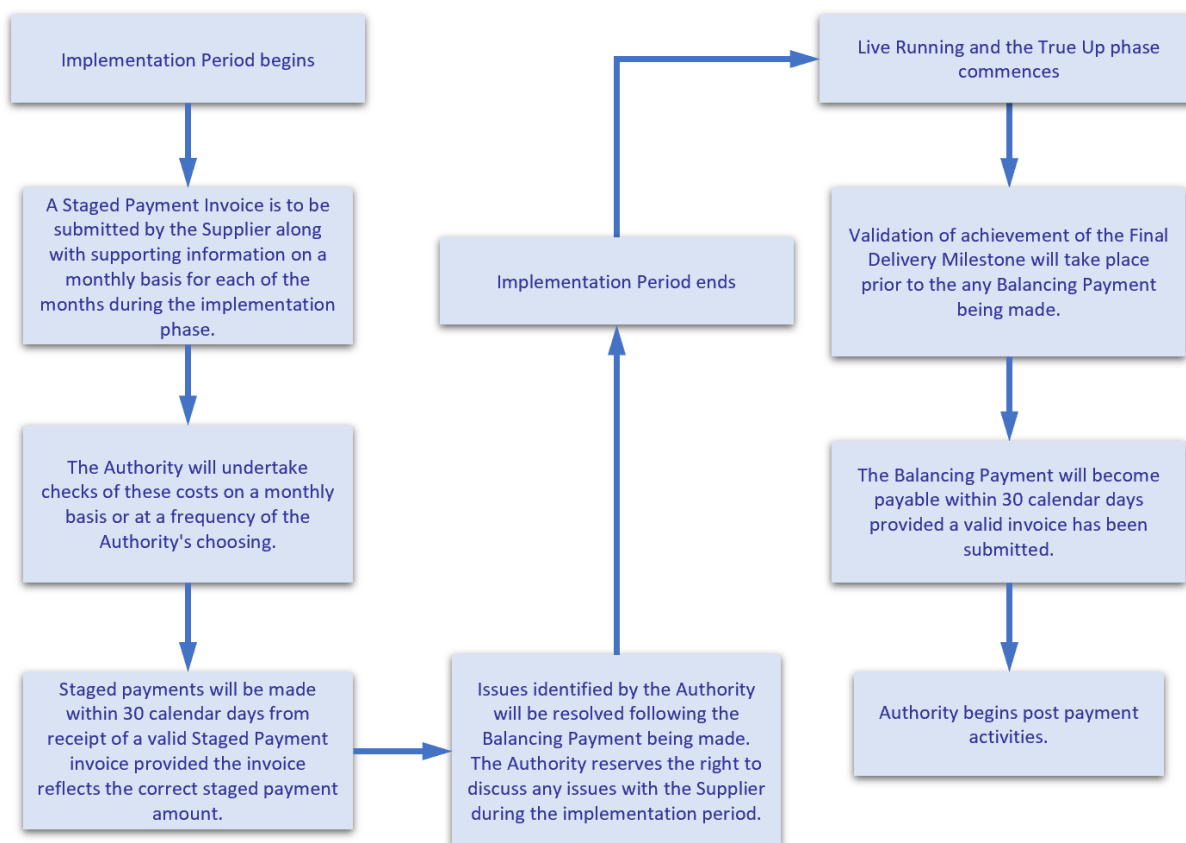 Implementation Period begins
A Staged Payment Invoice is to be
submitted by the Supplier along
with supporting information on a
monthly basis for each of the
months during the implementation
phase.
The Authority will undertake
checks of these costs on a monthly
basis or at a frequency of the
Authority's choosing.
Staged payments will be made
within 30 calendar days from
receipt of a valid Staged Payment
invoice provided the invoice
reflects the correct staged payment
amount.
Issues identified by the Authority
will be resolved following the
Balancing Payment being made.
The Authority reserves the right to
discuss any issues with the Supplier
during the implementation period.
Implementation Period ends
Live Running and the True Up phase
commences
Validation of achievement of the Final
Delivery Milestone will take place
prior to the any Balancing Payment
being made.
The Balancing Payment will become
payable within 30 calendar days
provided a valid invoice has been
submitted.
Authority begins post payment
activities.